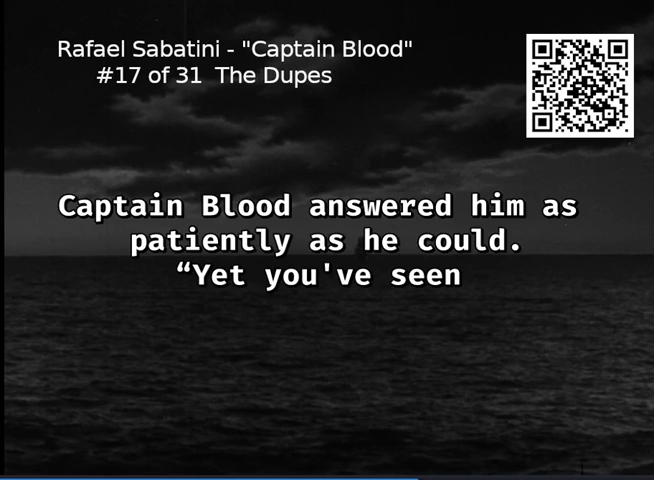 Rafael Sabatini - "Captain Blood"
#17 of 31 The Dupes
Captain Blood answered him as
patiently as he could.
“Yet you've seen